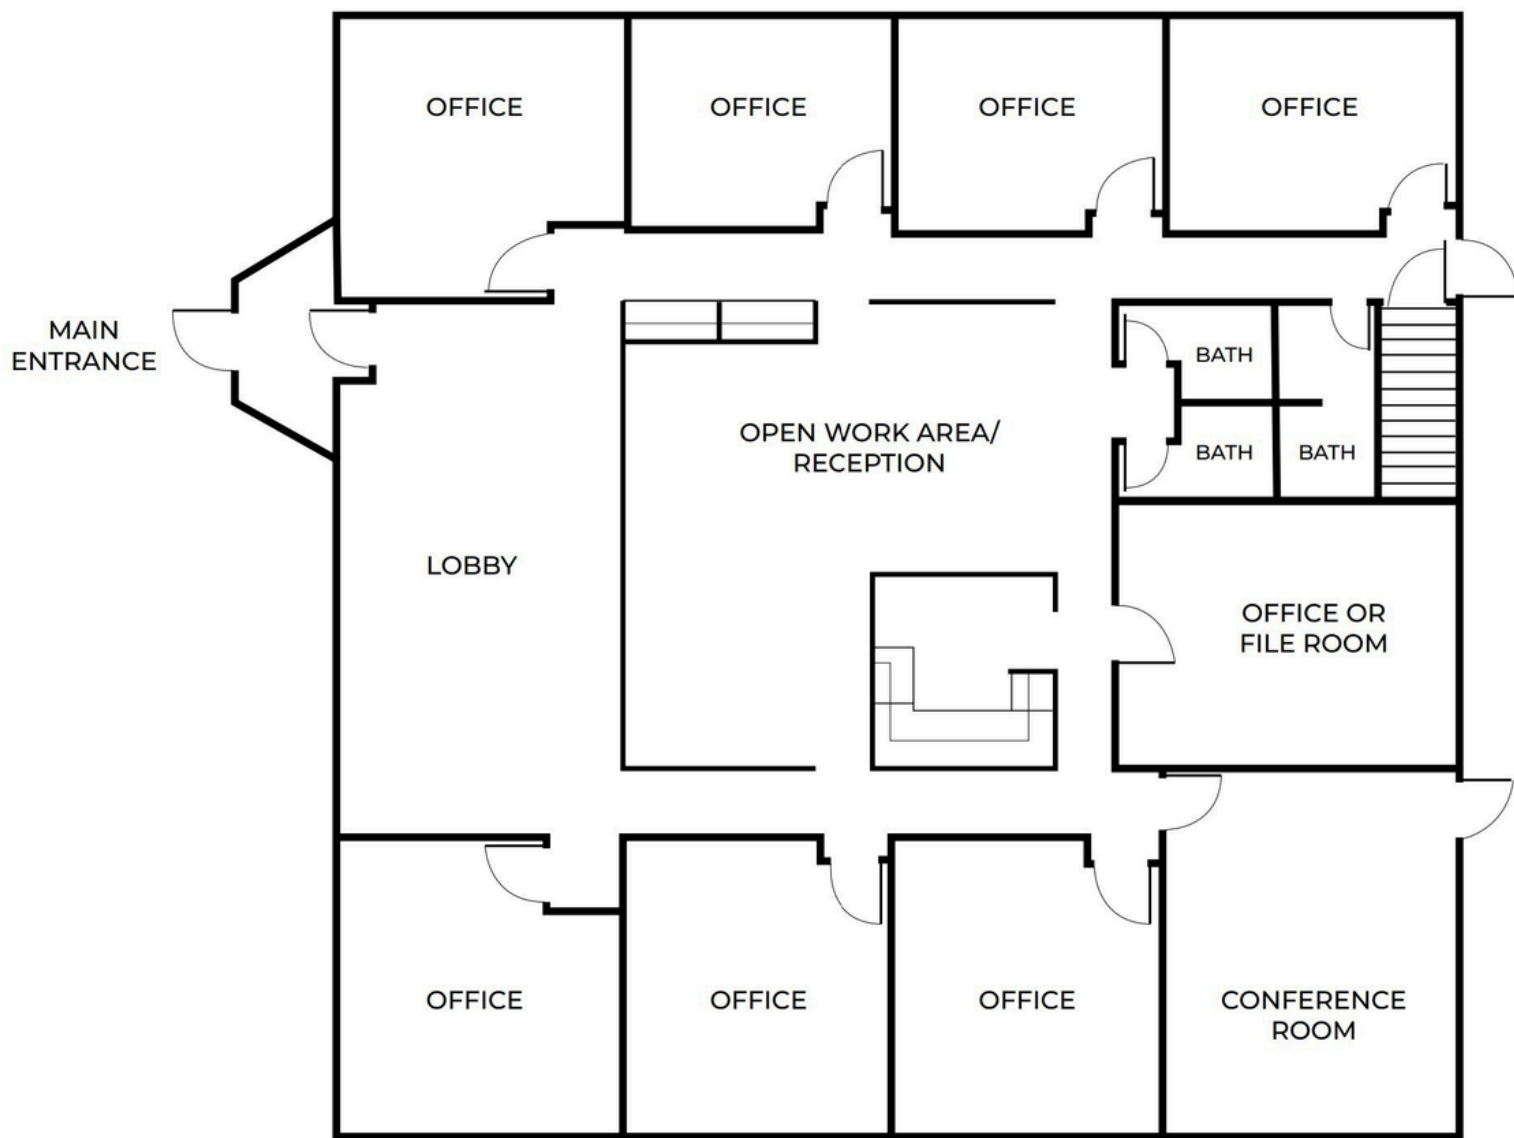 OFFICE
OFFICE
OFFICE
OFFICE
MAIN
ENTRANCE
BATH
OPEN WORK AREA/
RECEPTION
BATH
BATH
LOBBY
OFFICE OR
FILE ROOM
OFFICE
OFFICE
OFFICE
CONFERENCE
ROOM